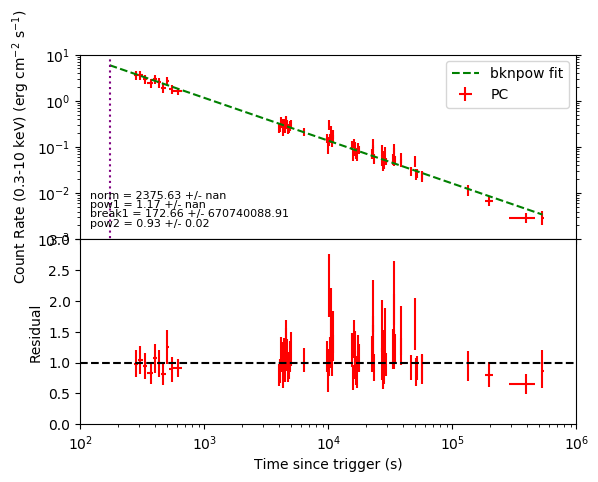 Count Rate (0.3-10 keV) (erg cm⁻² s⁻¹)
10¹
10⁰
10⁻¹
10⁻²
10⁻³
bknpow fit
PC
norm = 2375.63 +/- nan
pow1 = 1.17 +/- nan
break1 = 172.66 +/- 670740088.91
pow2 = 0.93 +/- 0.02
Residual
3.0
2.5
2.0
1.5
1.0
0.5
0.0
10² 10³ 10⁴ 10⁵ 10⁶
Time since trigger (s)